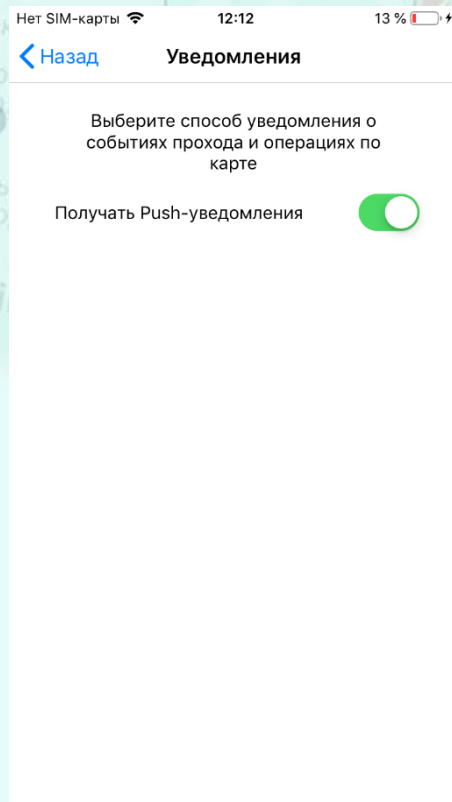 Нет SIM-карты 12:12 13 %
Назад Уведомления
Выберите способ уведомления о
событиях прохода и операциях по
карте
Получать Push-уведомления